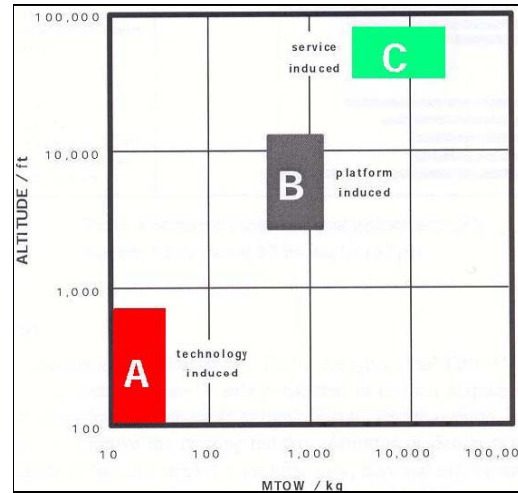 100,000
service
induced
C
10,000
B
platform
induced
ALTITUDE / ft
1,000
technology
induced
A
100
10
100
1,000
10,000
100,00
MTOW / kg